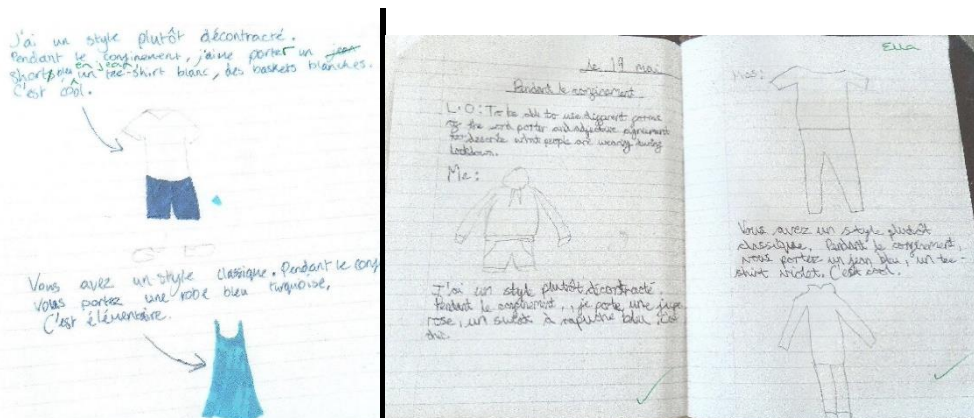 J'ai un style plutôt décontracté.
Pendant le confinement, j'aime porter un jean
short en jean, un tee-shirt blanc, des baskets blanches.
C'est côol.
Vous avez un style classique. Pendant le conf
vous portez une robe bleu turquoise.
C'est élémentaire.
Le 19 mai
Pendant le confinement
L.O: To be able to use different forms
of the verb porter and adjective agreement
to describe what people are wearing during
lockdown.
Me:
J'ai un style plutôt décontracté.
Pendant le confinement, je porte une jupe
rose, un sweat à capuche bleu. C'est
chic.
Ella
Miss:
Vous avez un style plutôt
classique. Pendant le confinement,
vous portez un jean bleu, un tee-
shirt violet. C'est cool.